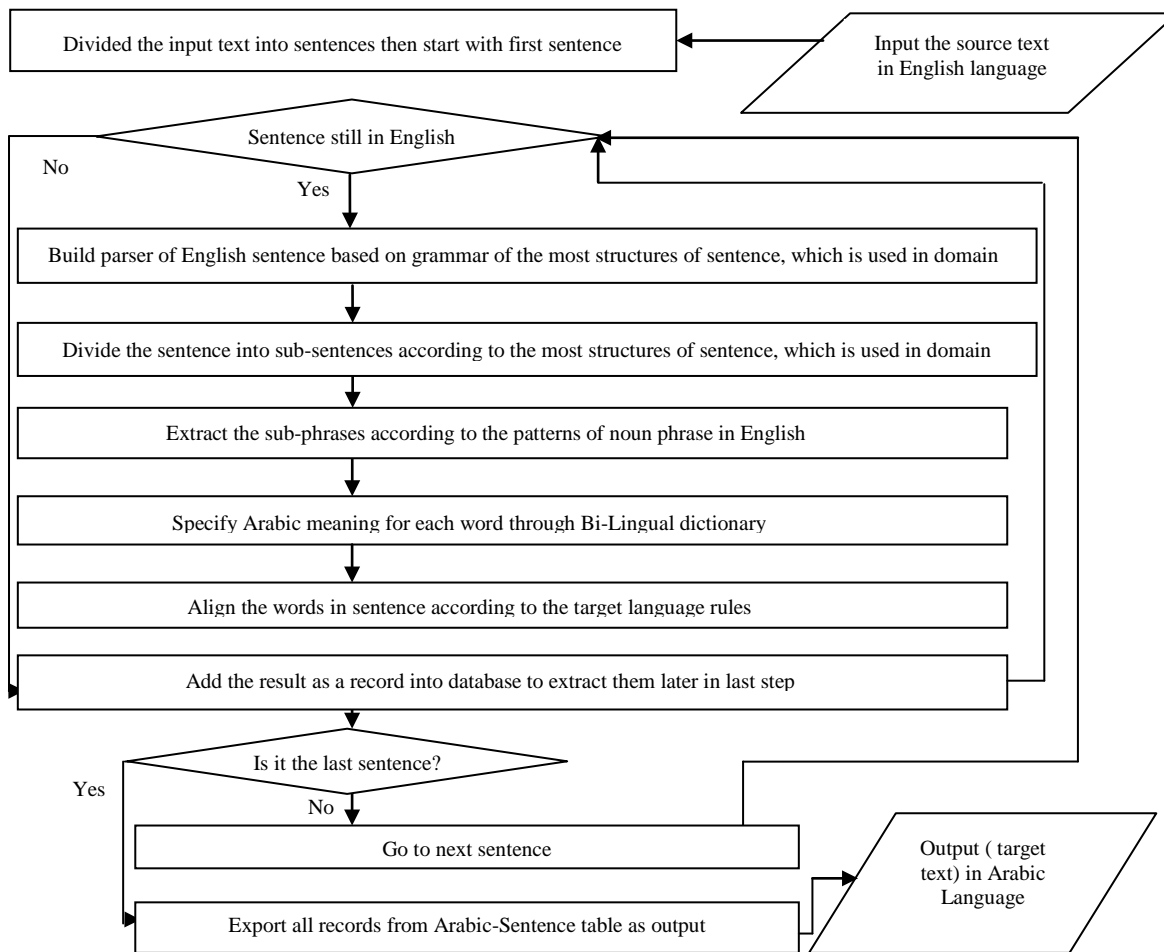 Input the source text
in English language
Divided the input text into sentences then start with first sentence
Sentence still in English
No
Yes
Build parser of English sentence based on grammar of the most structures of sentence, which is used in domain
Divide the sentence into sub-sentences according to the most structures of sentence, which is used in domain
Extract the sub-phrases according to the patterns of noun phrase in English
Specify Arabic meaning for each word through Bi-Lingual dictionary
Align the words in sentence according to the target language rules
Add the result as a record into database to extract them later in last step
Is it the last sentence?
Yes
No
Go to next sentence
Export all records from Arabic-Sentence table as output
Output ( target
text) in Arabic
Language